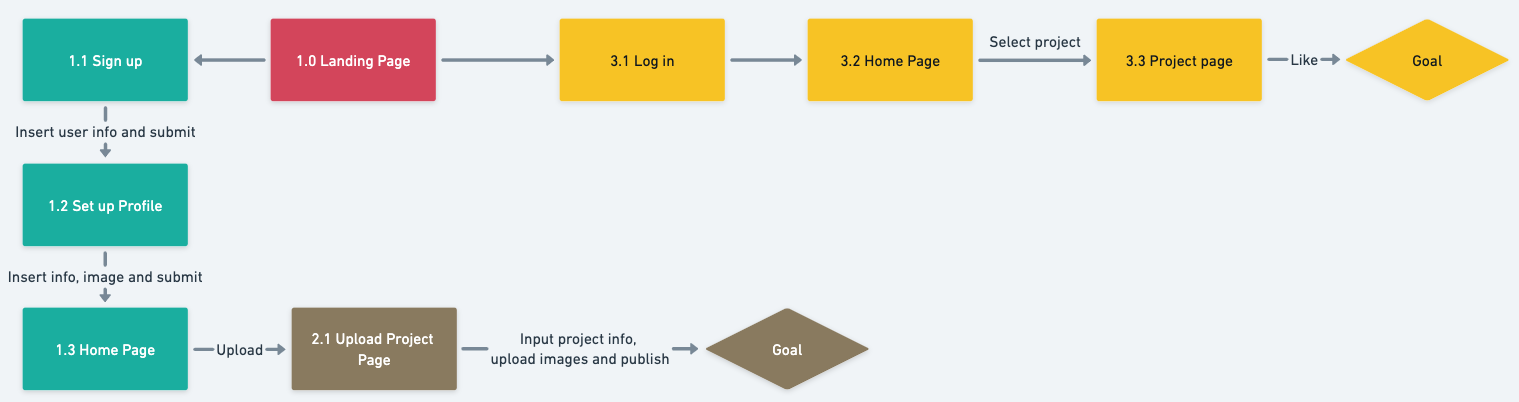 1.1 Sign up
1.0 Landing Page
3.1 Log in
3.2 Home Page
Select project
3.3 Project page
Like
Goal
Insert user info and submit
1.2 Set up Profile
Insert info, image and submit
1.3 Home Page
Upload
2.1 Upload Project
Page
Input project info,
upload images and publish
Goal